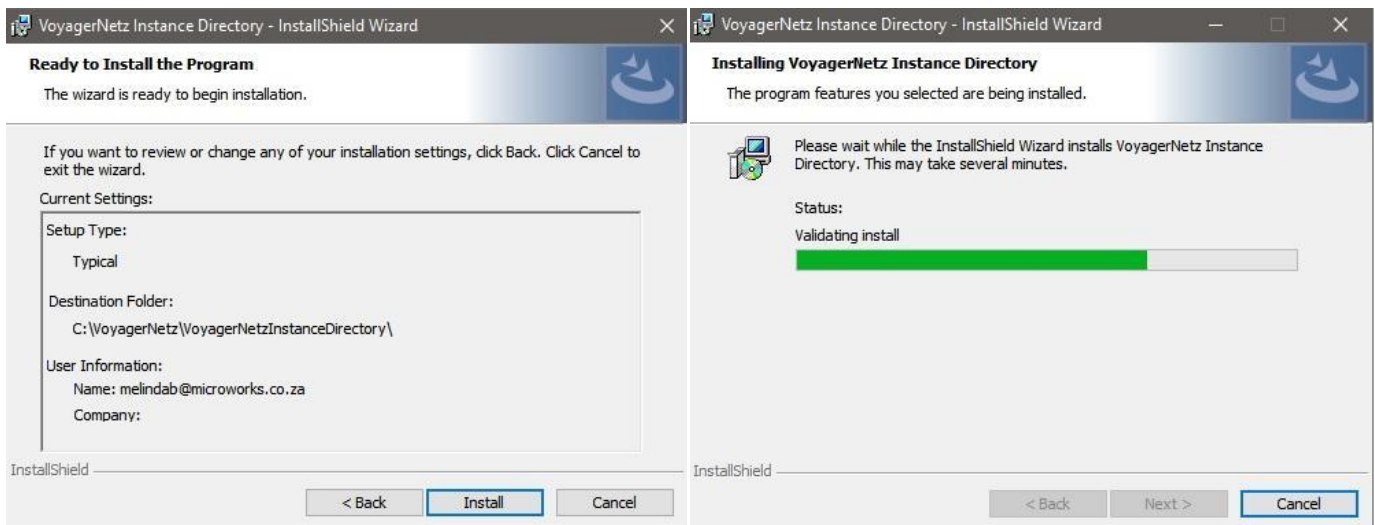 VoyagerNetz Instance Directory - InstallShield Wizard
Ready to Install the Program
The wizard is ready to begin installation.
If you want to review or change any of your installation settings, click Back. Click Cancel to
exit the wizard.
Current Settings:
Setup Type:
Typical
Destination Folder:
C:\VoyagerNetz\VoyagerNetzInstanceDirectory\
User Information:
Name: melindab@microworks.co.za
Company:
InstallShield
< Back Install Cancel
VoyagerNetz Instance Directory - InstallShield Wizard
Installing VoyagerNetz Instance Directory
The program features you selected are being installed.
Please wait while the InstallShield Wizard installs VoyagerNetz Instance
Directory. This may take several minutes.
Status:
Validating install
InstallShield
< Back Next > Cancel